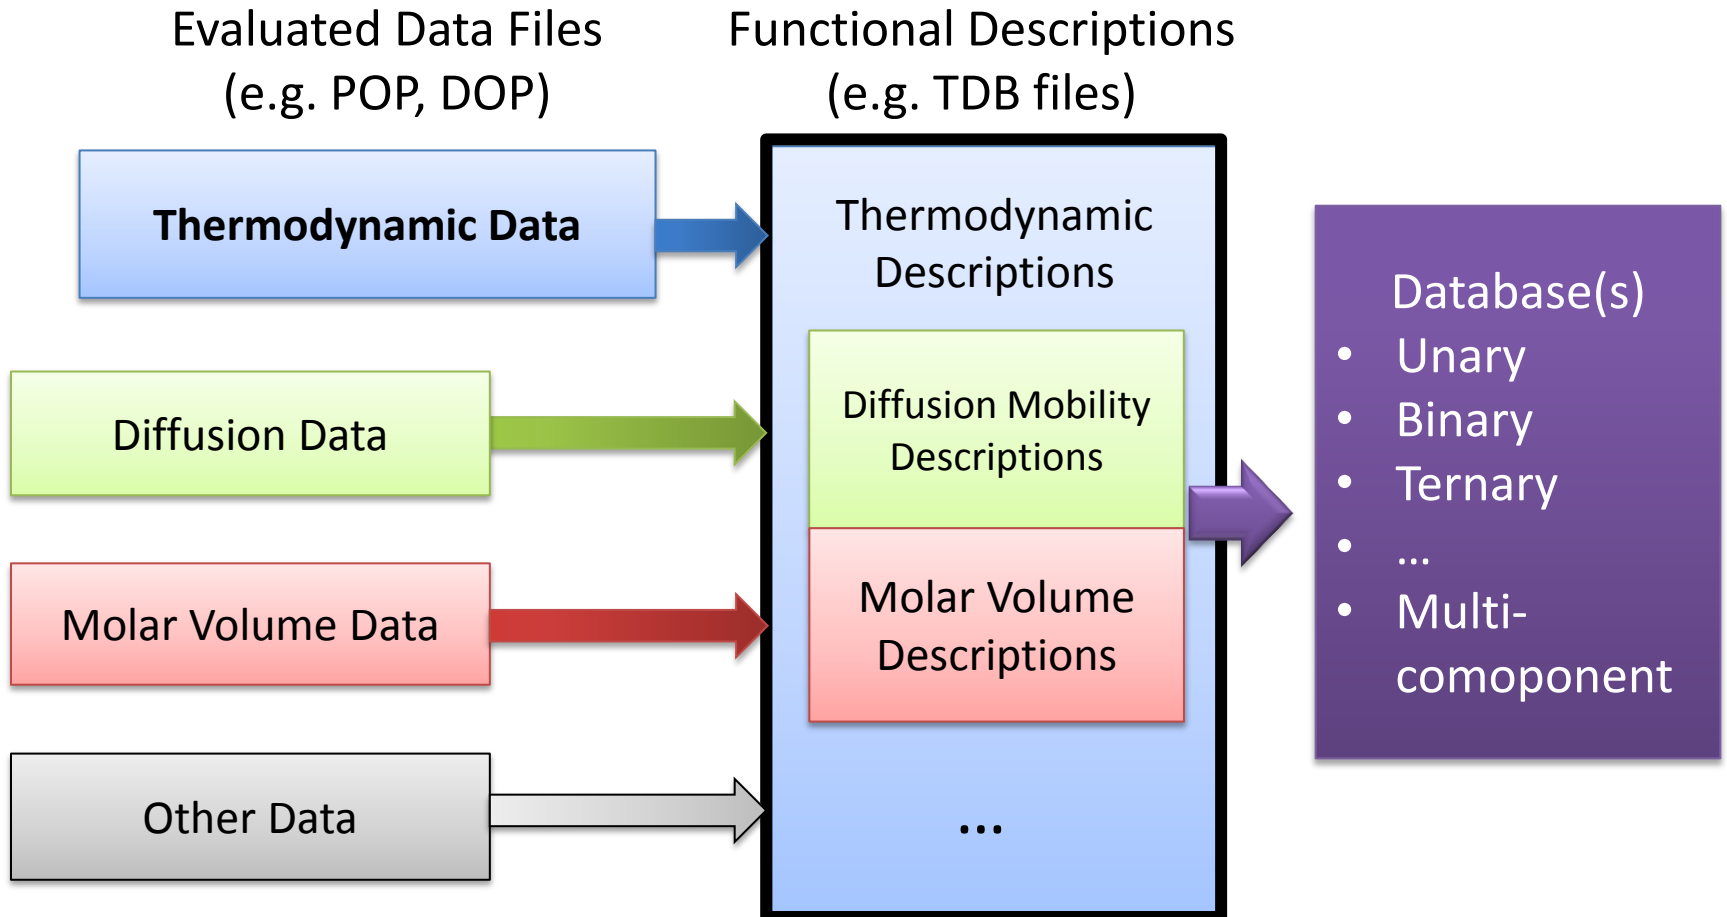 Evaluated Data Files
(e.g. POP, DOP)
Functional Descriptions
(e.g. TDB files)
Thermodynamic Data
Diffusion Data
Molar Volume Data
Other Data
Thermodynamic
Descriptions
Diffusion Mobility
Descriptions
Molar Volume
Descriptions
...
Database(s)
• Unary
• Binary
• Ternary
• ...
• Multi-
comoponent